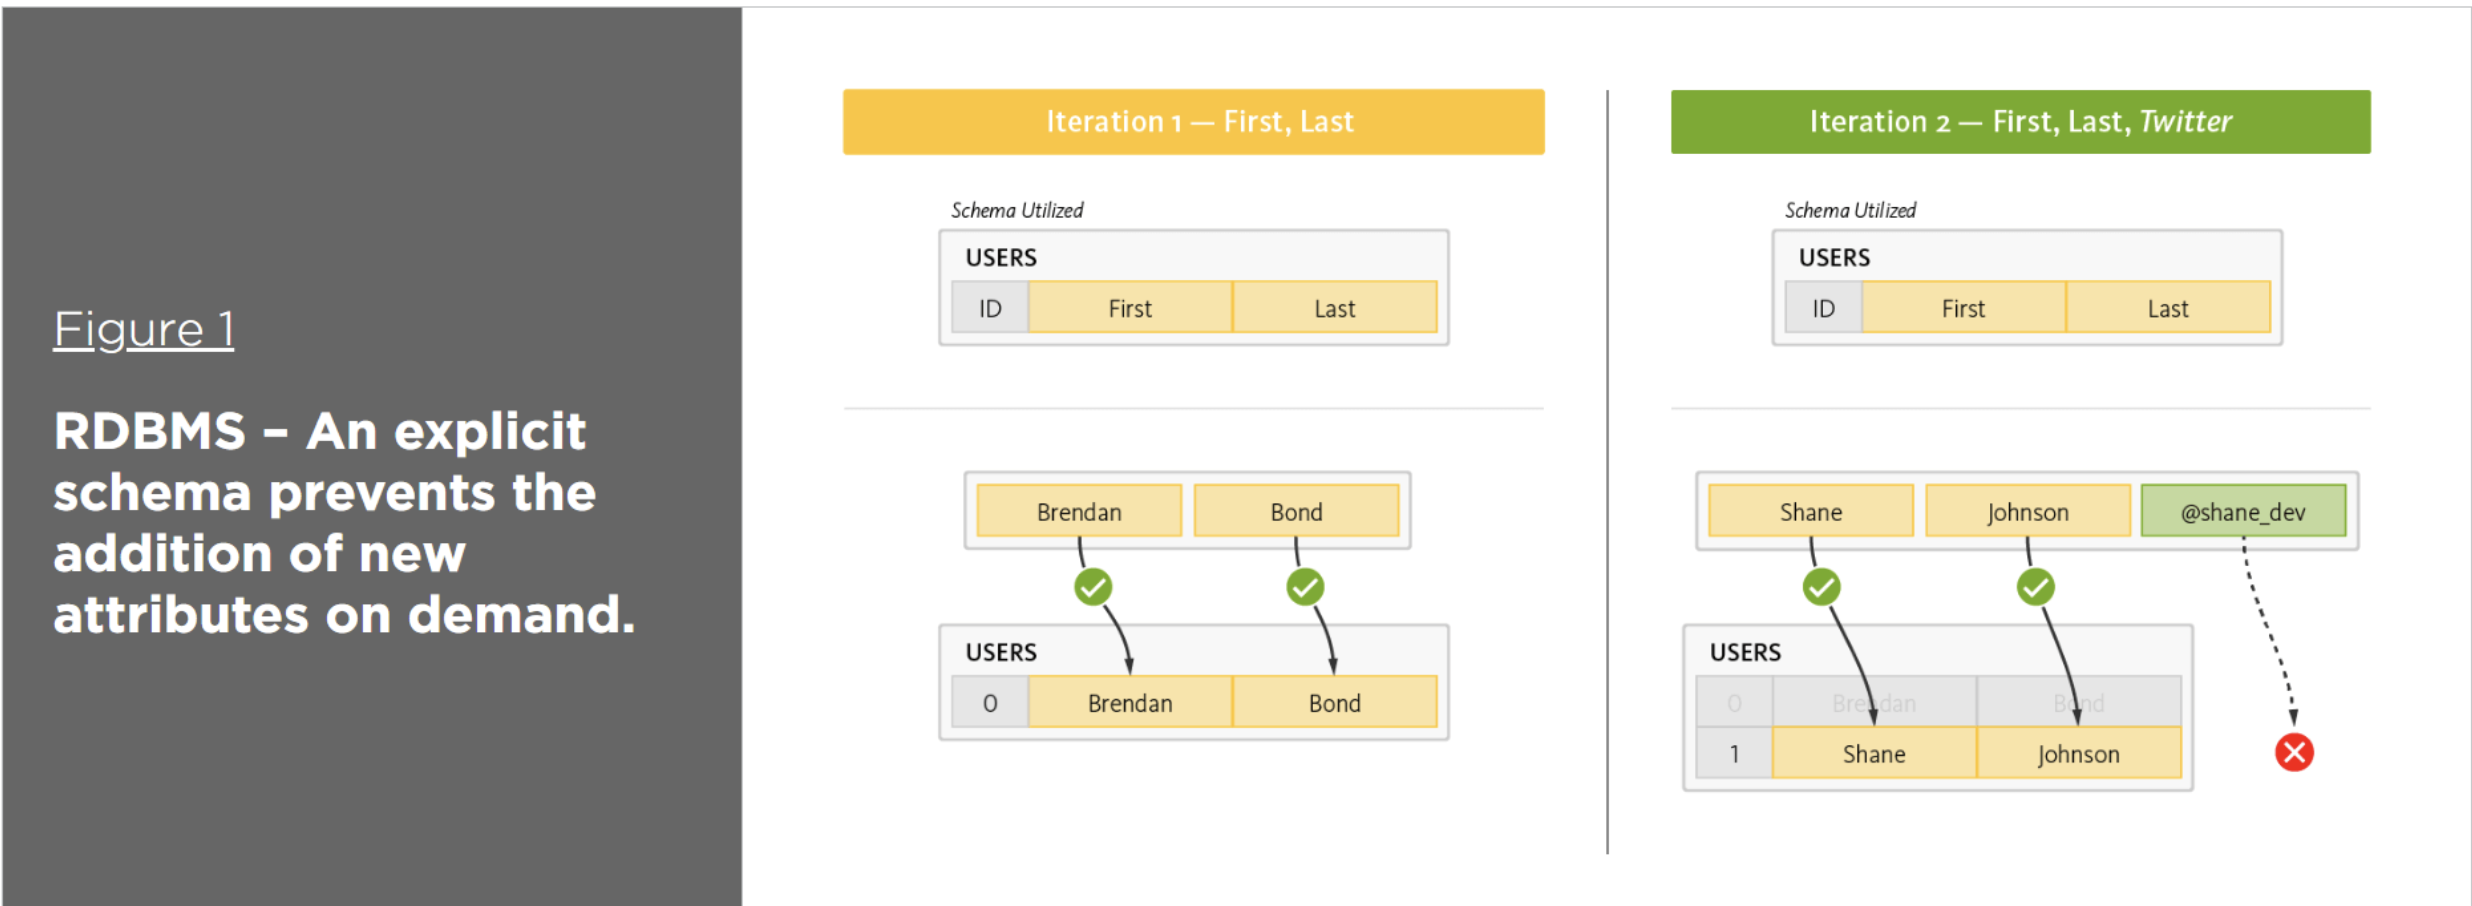 Figure 1
RDBMS – An explicit
schema prevents the
addition of new
attributes on demand.
Iteration 1 — First, Last
Schema Utilized
USERS
ID First Last
Brendan Bond
USERS
0 Brendan Bond
Iteration 2 — First, Last, Twitter
Schema Utilized
USERS
ID First Last
Shane Johnson @shane_dev
USERS
0 Brendan Bond
1 Shane Johnson